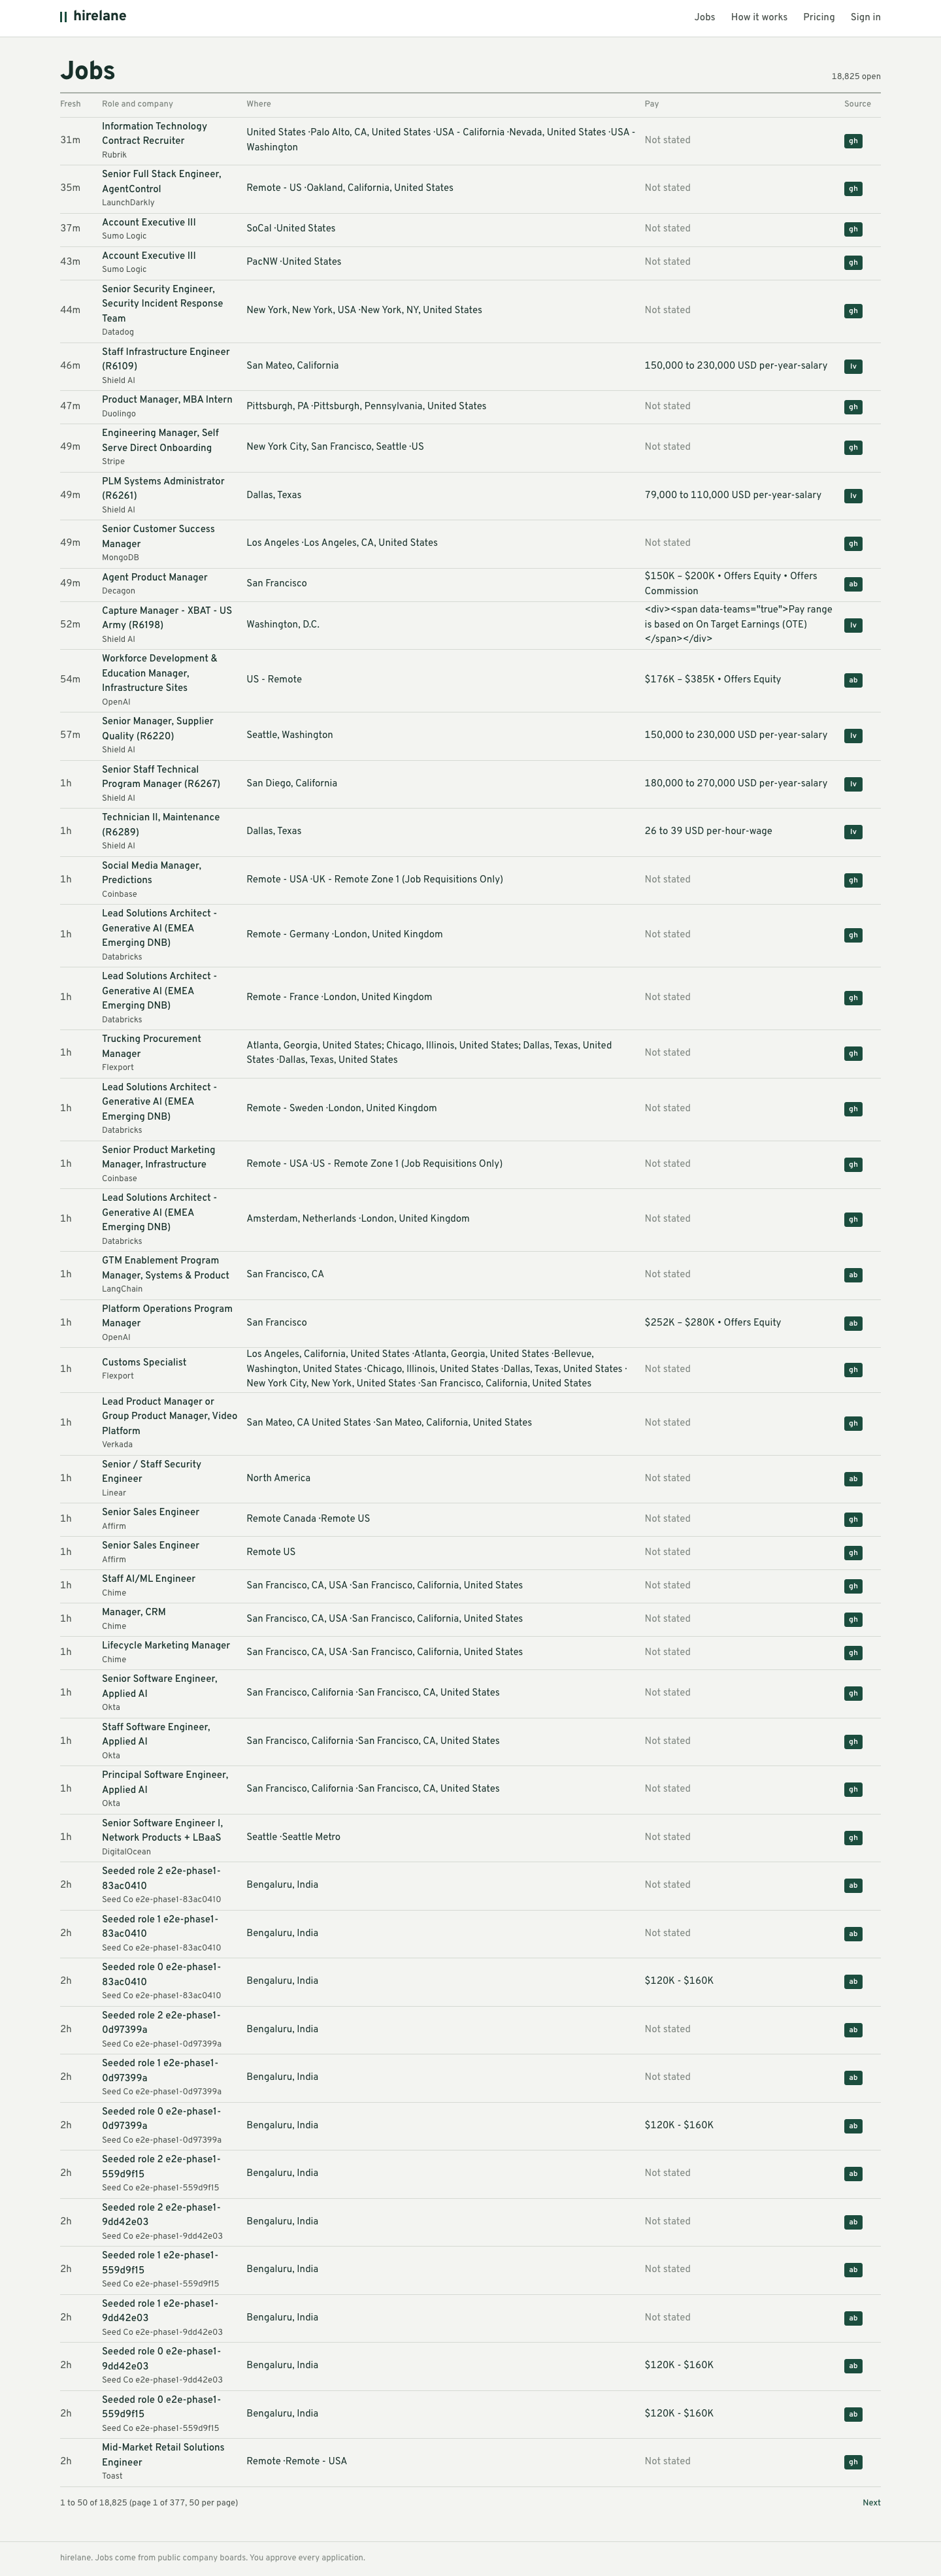 hirelane
Jobs How it works Pricing Sign in
Jobs
18,825 open
Fresh Role and company Where Pay Source
Information Technology
Contract Recruiter
Rubrik
31m
United States ·Palo Alto, CA, United States ·USA - California ·Nevada, United States ·USA -
Washington
Not stated
gh
Senior Full Stack Engineer,
AgentControl
LaunchDarkly
35m
Remote - US ·Oakland, California, United States
Not stated
gh
37m
Account Executive III
Sumo Logic
SoCal ·United States
Not stated
gh
43m
Account Executive III
Sumo Logic
PacNW ·United States
Not stated
gh
44m
Senior Security Engineer,
Security Incident Response
Team
Datadog
New York, New York, USA ·New York, NY, United States
Not stated
gh
46m
Staff Infrastructure Engineer
(R6109)
Shield AI
San Mateo, California
150,000 to 230,000 USD per-year-salary
lv
47m
Product Manager, MBA Intern
Duolingo
Pittsburgh, PA ·Pittsburgh, Pennsylvania, United States
Not stated
gh
49m
Engineering Manager, Self
Serve Direct Onboarding
Stripe
New York City, San Francisco, Seattle ·US
Not stated
gh
49m
PLM Systems Administrator
(R6261)
Shield AI
Dallas, Texas
79,000 to 110,000 USD per-year-salary
lv
49m
Senior Customer Success
Manager
MongoDB
Los Angeles ·Los Angeles, CA, United States
Not stated
gh
49m
Agent Product Manager
Decagon
San Francisco
$150K – $200K • Offers Equity • Offers
Commission
ab
52m
Capture Manager - XBAT - US
Army (R6198)
Shield AI
Washington, D.C.
<div><span data-teams="true">Pay range
is based on On Target Earnings (OTE)
</span></div>
lv
54m
Workforce Development &
Education Manager,
Infrastructure Sites
OpenAI
US - Remote
$176K – $385K • Offers Equity
ab
57m
Senior Manager, Supplier
Quality (R6220)
Shield AI
Seattle, Washington
150,000 to 230,000 USD per-year-salary
lv
1h
Senior Staff Technical
Program Manager (R6267)
Shield AI
San Diego, California
180,000 to 270,000 USD per-year-salary
lv
1h
Technician II, Maintenance
(R6289)
Shield AI
Dallas, Texas
26 to 39 USD per-hour-wage
lv
1h
Social Media Manager,
Predictions
Coinbase
Remote - USA ·UK - Remote Zone 1 (Job Requisitions Only)
Not stated
gh
1h
Lead Solutions Architect -
Generative AI (EMEA
Emerging DNB)
Databricks
Remote - Germany ·London, United Kingdom
Not stated
gh
1h
Lead Solutions Architect -
Generative AI (EMEA
Emerging DNB)
Databricks
Remote - France ·London, United Kingdom
Not stated
gh
1h
Trucking Procurement
Manager
Flexport
Atlanta, Georgia, United States; Chicago, Illinois, United States; Dallas, Texas, United
States ·Dallas, Texas, United States
Not stated
gh
1h
Lead Solutions Architect -
Generative AI (EMEA
Emerging DNB)
Databricks
Remote - Sweden ·London, United Kingdom
Not stated
gh
1h
Senior Product Marketing
Manager, Infrastructure
Coinbase
Remote - USA ·US - Remote Zone 1 (Job Requisitions Only)
Not stated
gh
1h
Lead Solutions Architect -
Generative AI (EMEA
Emerging DNB)
Databricks
Amsterdam, Netherlands ·London, United Kingdom
Not stated
gh
1h
GTM Enablement Program
Manager, Systems & Product
LangChain
San Francisco, CA
Not stated
ab
1h
Platform Operations Program
Manager
OpenAI
San Francisco
$252K – $280K • Offers Equity
ab
1h
Customs Specialist
Flexport
Los Angeles, California, United States ·Atlanta, Georgia, United States ·Bellevue,
Washington, United States ·Chicago, Illinois, United States ·Dallas, Texas, United States ·
New York City, New York, United States ·San Francisco, California, United States
Not stated
gh
1h
Lead Product Manager or
Group Product Manager, Video
Platform
Verkada
San Mateo, CA United States ·San Mateo, California, United States
Not stated
gh
1h
Senior / Staff Security
Engineer
Linear
North America
Not stated
ab
1h
Senior Sales Engineer
Affirm
Remote Canada ·Remote US
Not stated
gh
1h
Senior Sales Engineer
Affirm
Remote US
Not stated
gh
1h
Staff AI/ML Engineer
Chime
San Francisco, CA, USA ·San Francisco, California, United States
Not stated
gh
1h
Manager, CRM
Chime
San Francisco, CA, USA ·San Francisco, California, United States
Not stated
gh
1h
Lifecycle Marketing Manager
Chime
San Francisco, CA, USA ·San Francisco, California, United States
Not stated
gh
1h
Senior Software Engineer,
Applied AI
Okta
San Francisco, California ·San Francisco, CA, United States
Not stated
gh
1h
Staff Software Engineer,
Applied AI
Okta
San Francisco, California ·San Francisco, CA, United States
Not stated
gh
1h
Principal Software Engineer,
Applied AI
Okta
San Francisco, California ·San Francisco, CA, United States
Not stated
gh
1h
Senior Software Engineer I,
Network Products + LBaaS
DigitalOcean
Seattle ·Seattle Metro
Not stated
gh
2h
Seeded role 2 e2e-phase1-
83ac0410
Seed Co e2e-phase1-83ac0410
Bengaluru, India
Not stated
ab
2h
Seeded role 1 e2e-phase1-
83ac0410
Seed Co e2e-phase1-83ac0410
Bengaluru, India
Not stated
ab
2h
Seeded role 0 e2e-phase1-
83ac0410
Seed Co e2e-phase1-83ac0410
Bengaluru, India
$120K - $160K
ab
2h
Seeded role 2 e2e-phase1-
0d97399a
Seed Co e2e-phase1-0d97399a
Bengaluru, India
Not stated
ab
2h
Seeded role 1 e2e-phase1-
0d97399a
Seed Co e2e-phase1-0d97399a
Bengaluru, India
Not stated
ab
2h
Seeded role 0 e2e-phase1-
0d97399a
Seed Co e2e-phase1-0d97399a
Bengaluru, India
$120K - $160K
ab
2h
Seeded role 2 e2e-phase1-
559d9f15
Seed Co e2e-phase1-559d9f15
Bengaluru, India
Not stated
ab
2h
Seeded role 2 e2e-phase1-
9dd42e03
Seed Co e2e-phase1-9dd42e03
Bengaluru, India
Not stated
ab
2h
Seeded role 1 e2e-phase1-
559d9f15
Seed Co e2e-phase1-559d9f15
Bengaluru, India
Not stated
ab
2h
Seeded role 1 e2e-phase1-
9dd42e03
Seed Co e2e-phase1-9dd42e03
Bengaluru, India
Not stated
ab
2h
Seeded role 0 e2e-phase1-
9dd42e03
Seed Co e2e-phase1-9dd42e03
Bengaluru, India
$120K - $160K
ab
2h
Seeded role 0 e2e-phase1-
559d9f15
Seed Co e2e-phase1-559d9f15
Bengaluru, India
$120K - $160K
ab
2h
Mid-Market Retail Solutions
Engineer
Toast
Remote ·Remote - USA
Not stated
gh
1 to 50 of 18,825 (page 1 of 377, 50 per page)
Next
hirelane. Jobs come from public company boards. You approve every application.